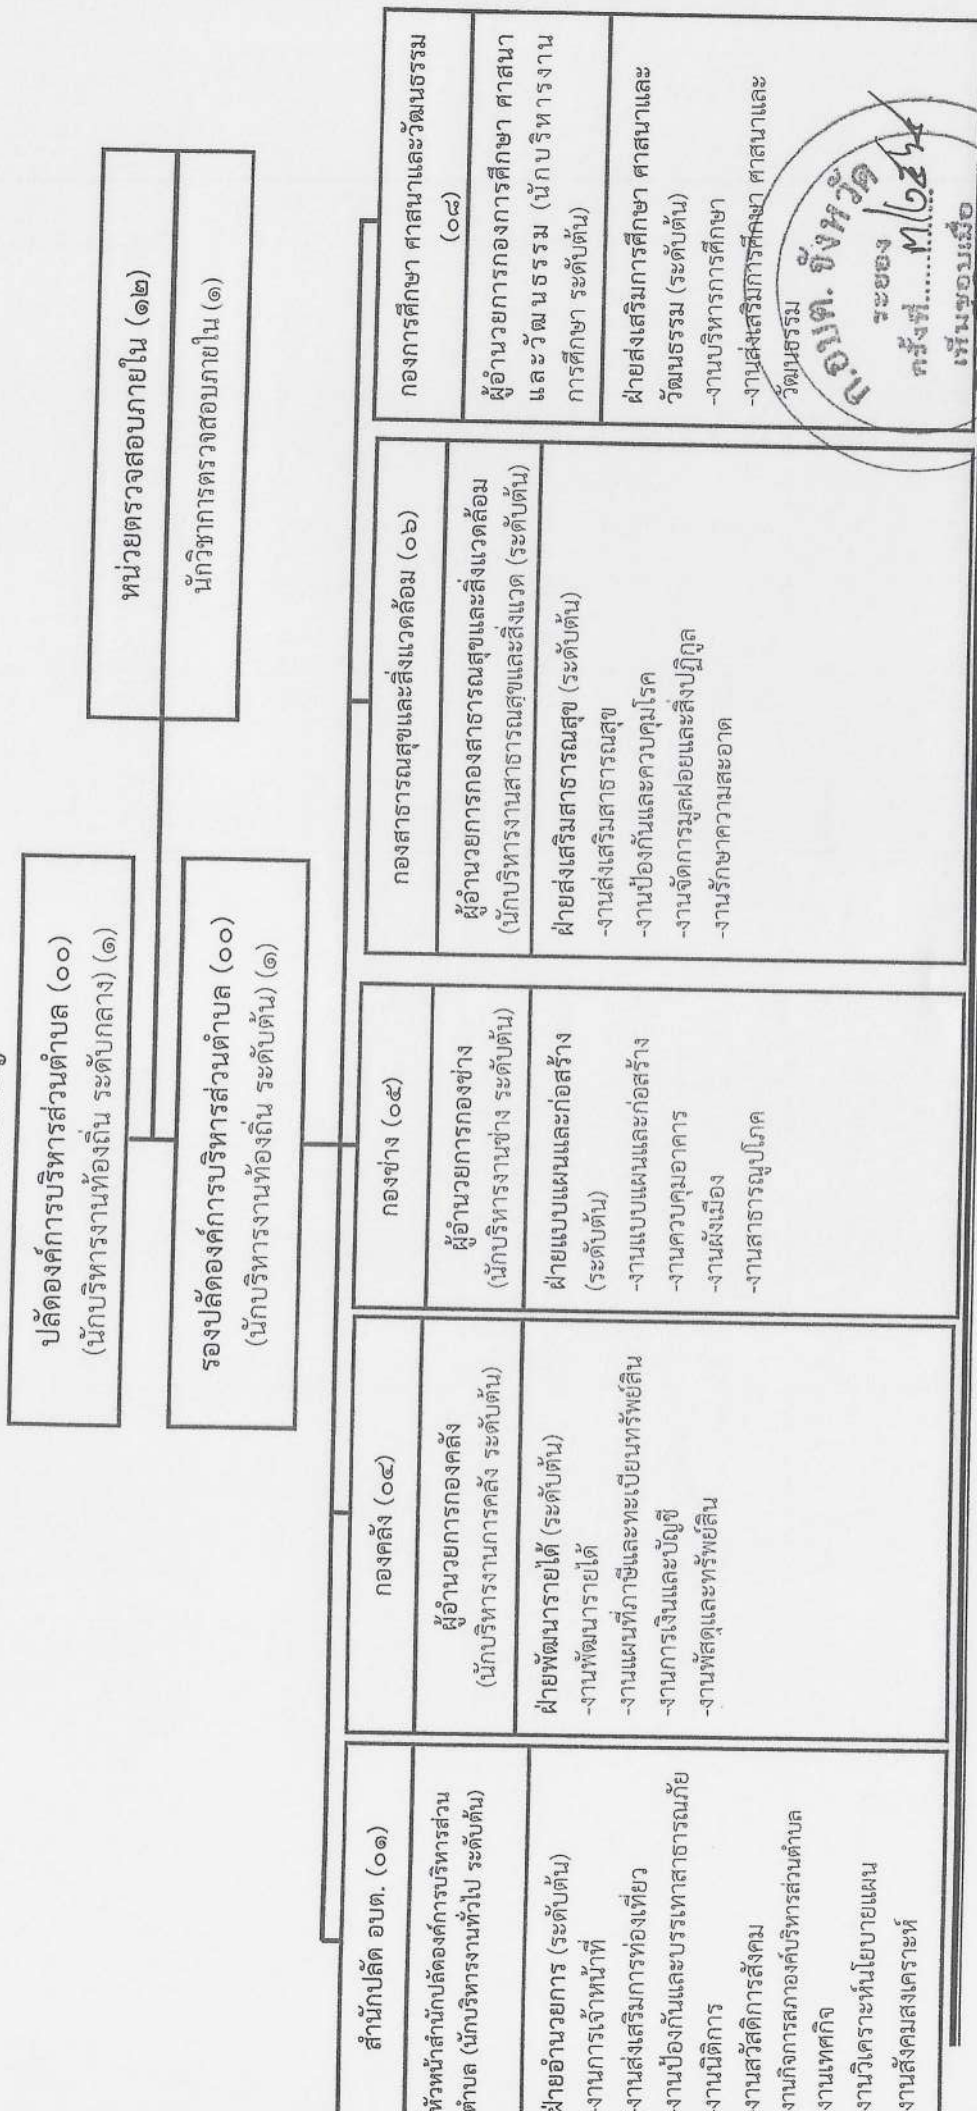 ปลัดองค์การบริหารส่วนตำบล (๐๐)
(นักบริหารงานท้องถิ่น ระดับกลาง) (๑)
หน่วยตรวจสอบภายใน (๑๒)
นักวิชาการตรวจสอบภายใน (๑)
รองปลัดองค์การบริหารส่วนตำบล (๐๐)
(นักบริหารงานท้องถิ่น ระดับต้น) (๑)
สำนักปลัด อบต. (๐๑)
หัวหน้าสำนักปลัดองค์การบริหารส่วน
ตำบล (นักบริหารงานทั่วไป ระดับต้น)
ฝ่ายอำนวยการ (ระดับต้น)
-งานการเจ้าหน้าที่
-งานส่งเสริมการท่องเที่ยว
-งานป้องกันและบรรเทาสาธารณภัย
-งานนิติการ
-งานสวัสดิการสังคม
-งานกิจการสภาองค์บริหารส่วนตำบล
-งานเทศกิจ
-งานวิเคราะห์นโยบายแผน
-งานสังคมสงเคราะห์
กองคลัง (๐๔)
ผู้อำนวยการกองคลัง
(นักบริหารงานการคลัง ระดับต้น)
ฝ่ายพัฒนารายได้ (ระดับต้น)
-งานพัฒนารายได้
-งานแผนที่ภาษีและทะเบียนทรัพย์สิน
-งานการเงินและบัญชี
-งานพัสดุและทรัพย์สิน
กองช่าง (๐๕)
ผู้อำนวยการกองช่าง
(นักบริหารงานช่าง ระดับต้น)
ฝ่ายแบบแผนและก่อสร้าง
(ระดับต้น)
-งานแบบแผนและก่อสร้าง
-งานควบคุมอาคาร
-งานผังเมือง
-งานสาธารณูปโภค
กองสาธารณสุขและสิ่งแวดล้อม (๐๖)
ผู้อำนวยการกองสาธารณสุขและสิ่งแวดล้อม
(นักบริหารงานสาธารณสุขและสิ่งแวด (ระดับต้น)
ฝ่ายส่งเสริมสาธารณสุข (ระดับต้น)
-งานส่งเสริมสาธารณสุข
-งานป้องกันและควบคุมโรค
-งานจัดการมูลฝอยและสิ่งปฏิกูล
-งานรักษาความสะอาด
กองการศึกษา ศาสนาและวัฒนธรรม
(๐๘)
ผู้อำนวยการกองการศึกษา ศาสนา
และวัฒนธรรม (นักบริหารงาน
การศึกษา ระดับต้น)
ฝ่ายส่งเสริมการศึกษา ศาสนาและ
วัฒนธรรม (ระดับต้น)
-งานบริหารการศึกษา
-งานส่งเสริมการศึกษา ศาสนาและ
วัฒนธรรม
ก.อบต. จังหวัด
ระยอง
ครั้งที่
เห็นชอบเมื่อ